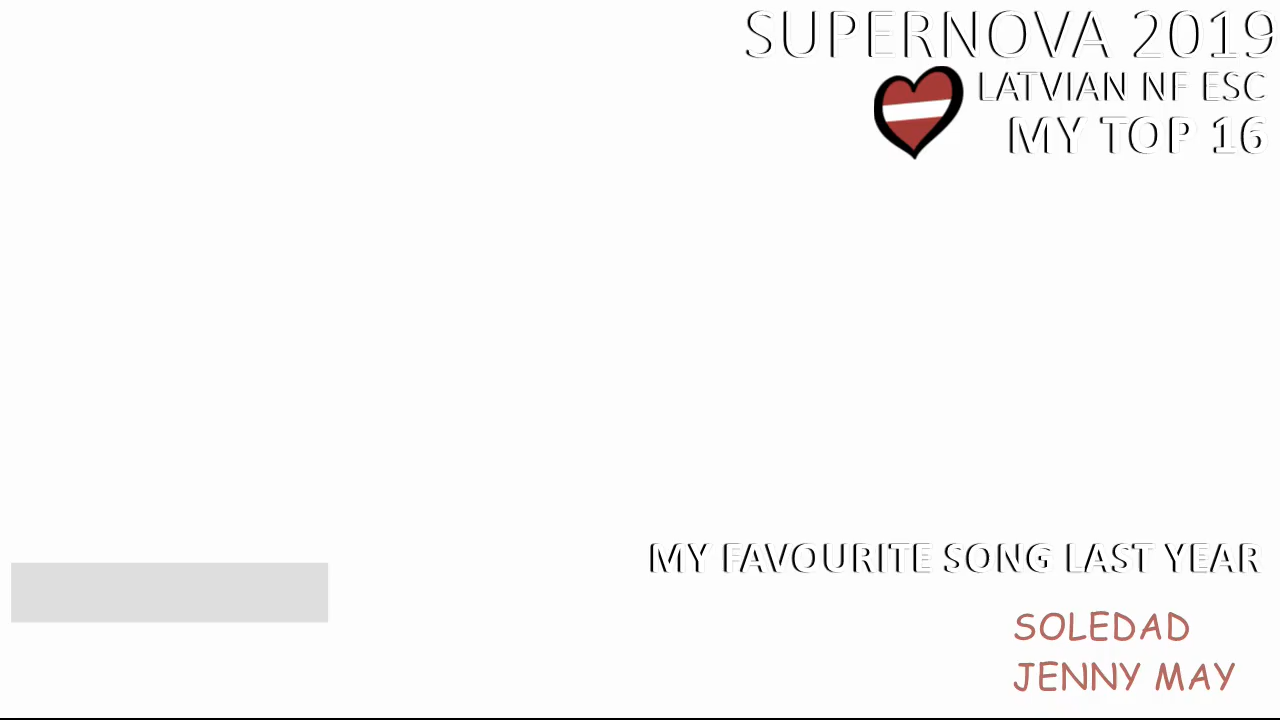 SUPERNOVA 2019
LATVIAN NF ESC
MY TOP 16
MY FAVOURITE SONG LAST YEAR
SOLEDAD
JENNY MAY